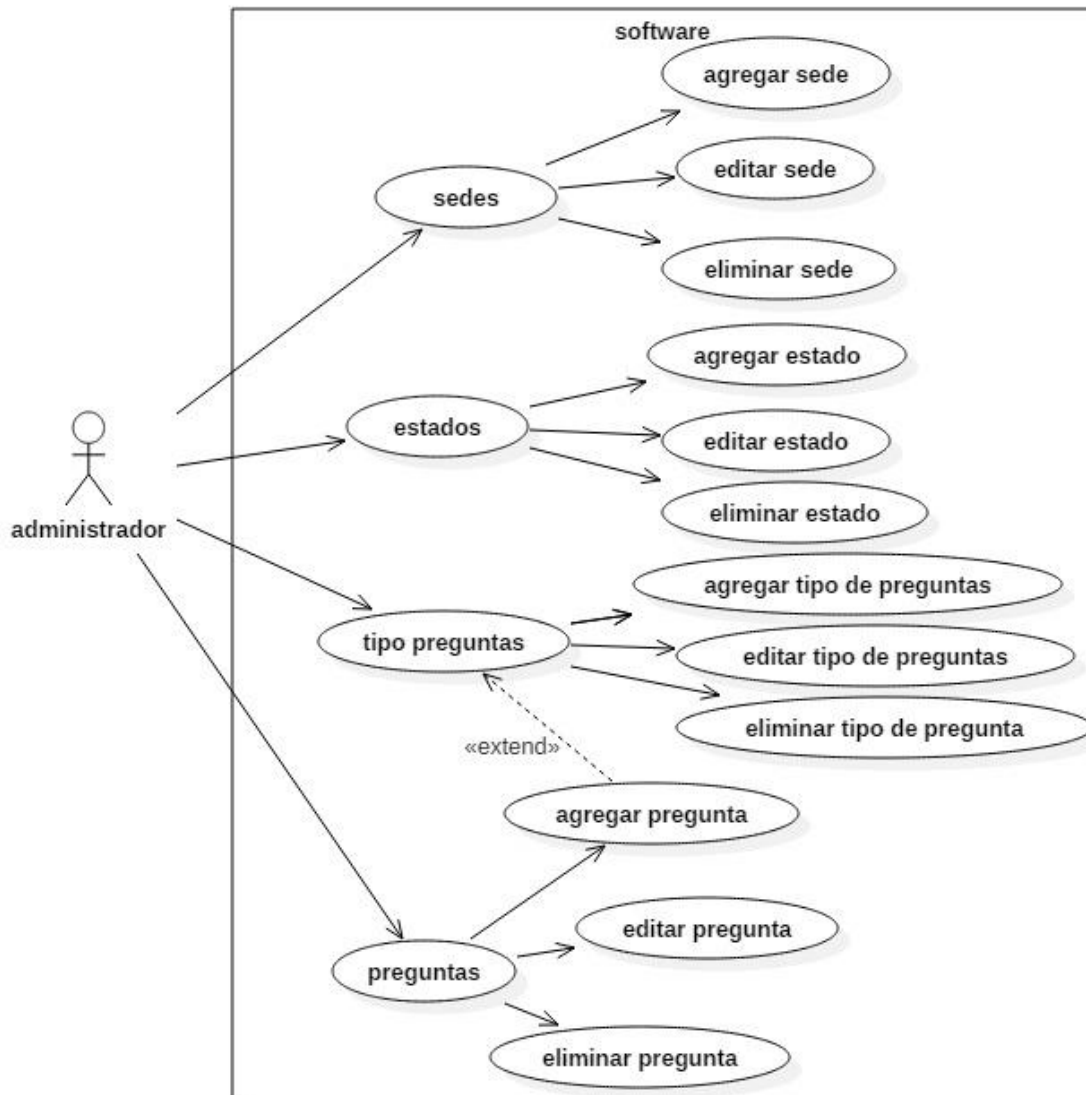 software
agregar sede
editar sede
sedes
eliminar sede
agregar estado
estados
editar estado
eliminar estado
administrador
agregar tipo de preguntas
tipo preguntas
editar tipo de preguntas
eliminar tipo de pregunta
«extend»
agregar pregunta
editar pregunta
preguntas
eliminar pregunta